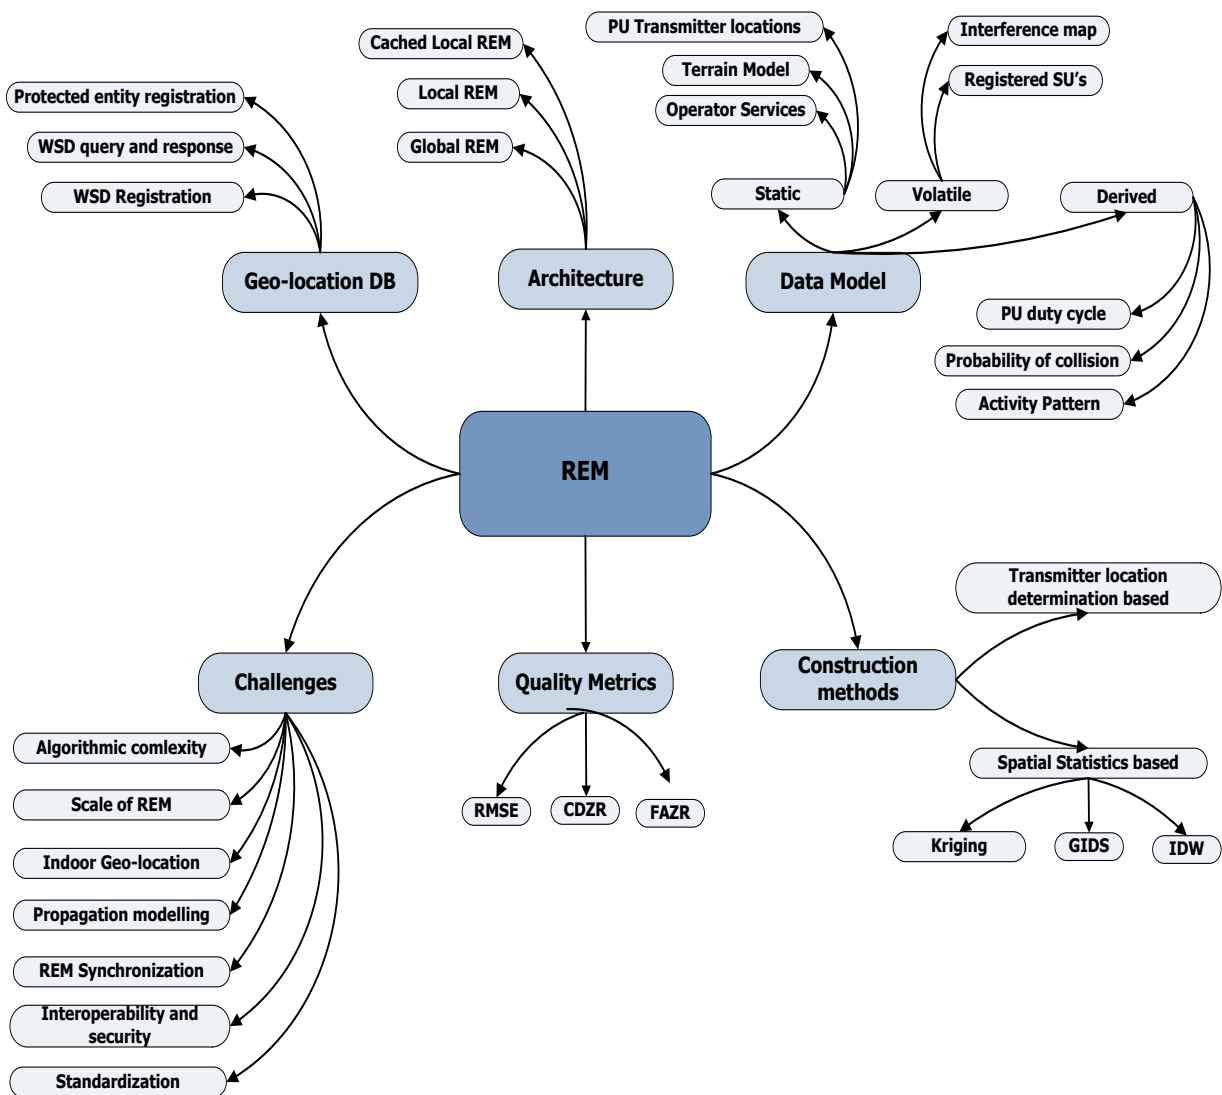 Cached Local REM
Local REM
Global REM
PU Transmitter locations
Terrain Model
Operator Services
Interference map
Registered SU's
Protected entity registration
WSD query and response
WSD Registration
Static
Volatile
Derived
Geo-location DB
Architecture
Data Model
PU duty cycle
Probability of collision
Activity Pattern
REM
Challenges
Quality Metrics
Construction
methods
Transmitter location
determination based
Spatial Statistics based
Kriging
GIDS
IDW
RMSE
CDZR
FAZR
Algorithmic comlexity
Scale of REM
Indoor Geo-location
Propagation modelling
REM Synchronization
Interoperability and
security
Standardization